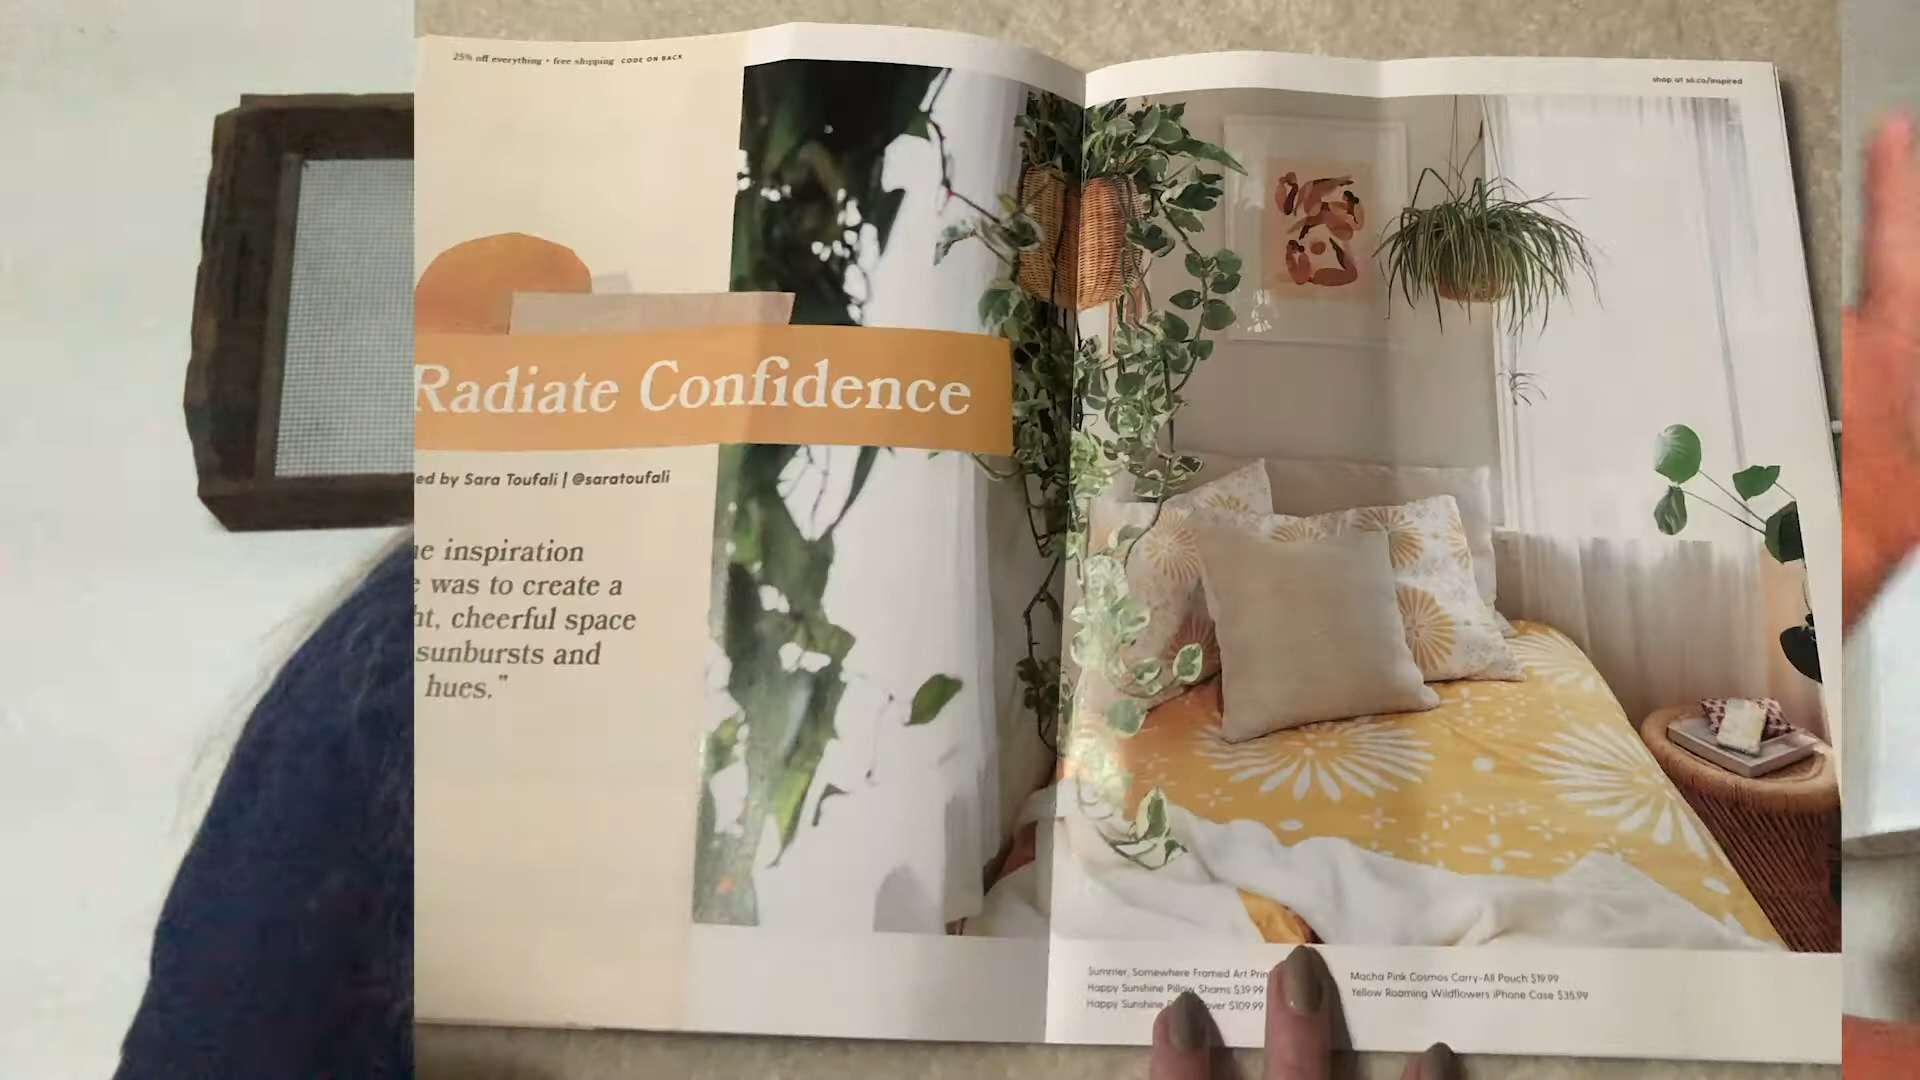 25% off everything • free shipping CODE ON BACK
shop at s6.co/inspired
Radiate Confidence
ed by Sara Toufali | @saratoufali
inspiration
was to create a
cheerful space
sunbursts and
hues."
Summer, Somewhere Framed Art
Happy Sunshine Pillow Shams $39.99
Happy Sunshine $109.99
Macha Pink Cosmos Carry-All Pouch $19.99
Yellow Roaming Wildflowers iPhone Case $35.99